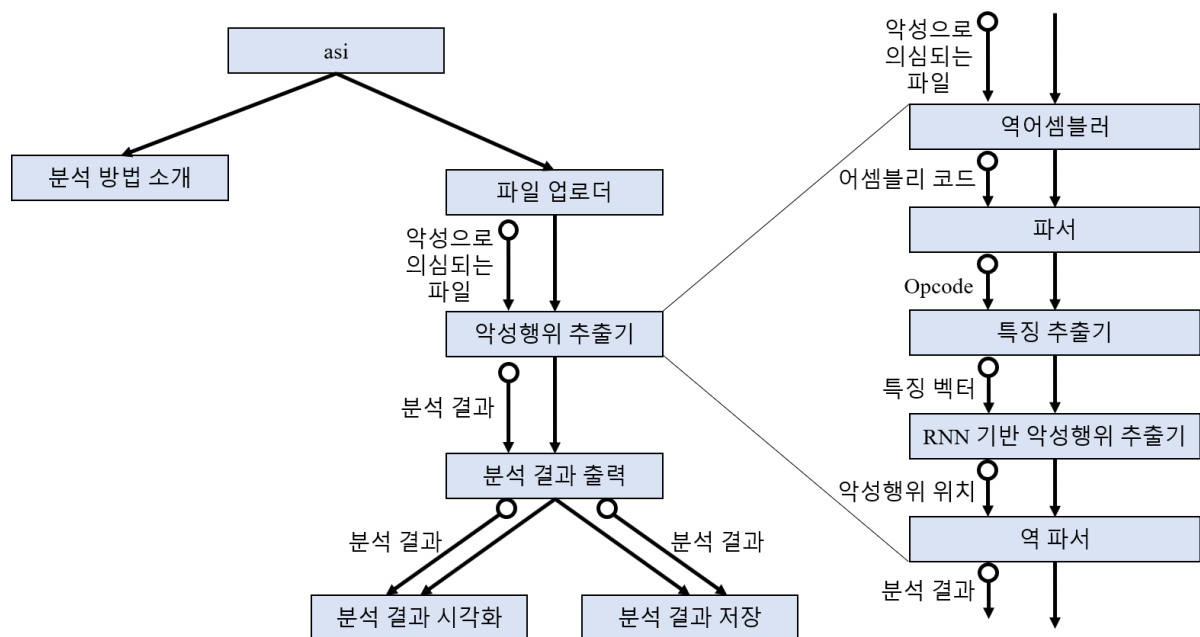 asi
분석 방법 소개
파일 업로더
악성으로
의심되는
파일
악성행위 추출기
분석 결과
분석 결과 출력
분석 결과
분석 결과
분석 결과 시각화
분석 결과 저장
악성으로
의심되는
파일
역어셈블러
어셈블리 코드
파서
Opcode
특징 추출기
특징 벡터
RNN 기반 악성행위 추출기
악성행위 위치
역 파서
분석 결과